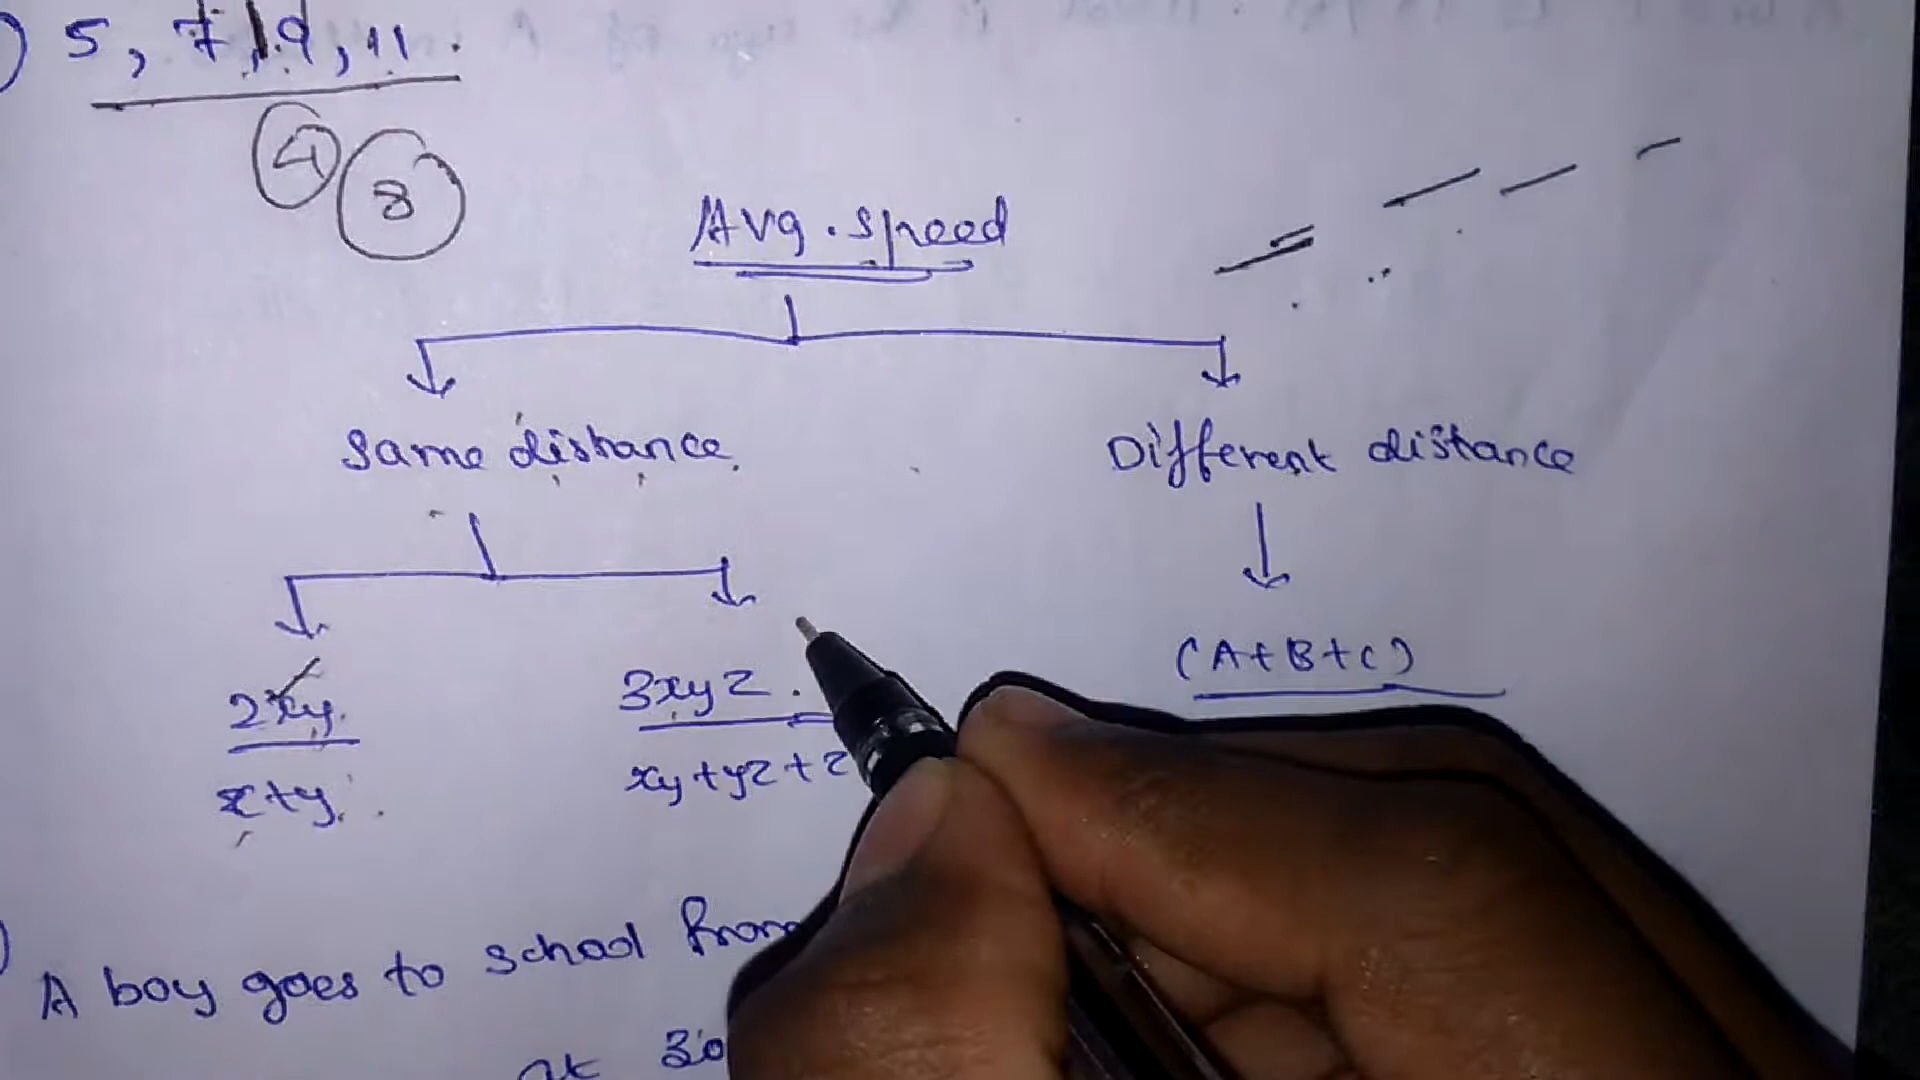 ) 5, 7, 9, 11.
4 8
Avg. speed
Same distance
Different distance
2xy
x+y
3xyz
xy+yz+z
(A+B+C)
) A boy goes to school from
at 30